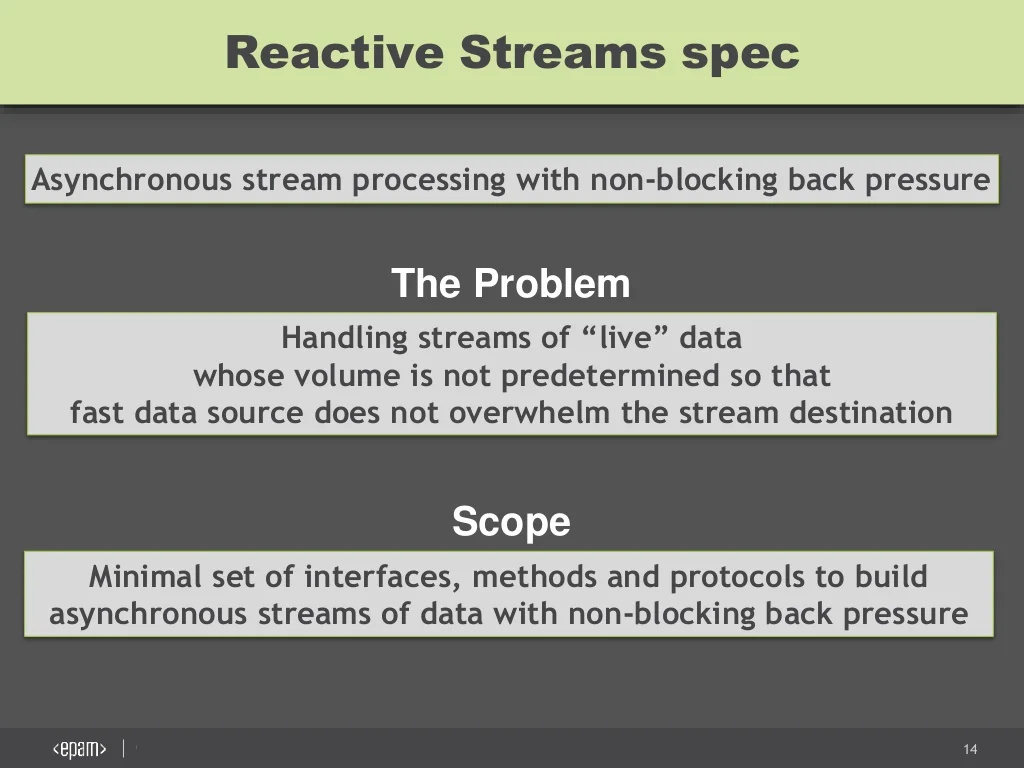 Reactive Streams spec
Asynchronous stream processing with non-blocking back pressure
The Problem
Handling streams of “live” data
whose volume is not predetermined so that
fast data source does not overwhelm the stream destination
Scope
Minimal set of interfaces, methods and protocols to build
asynchronous streams of data with non-blocking back pressure
<epam> |
14